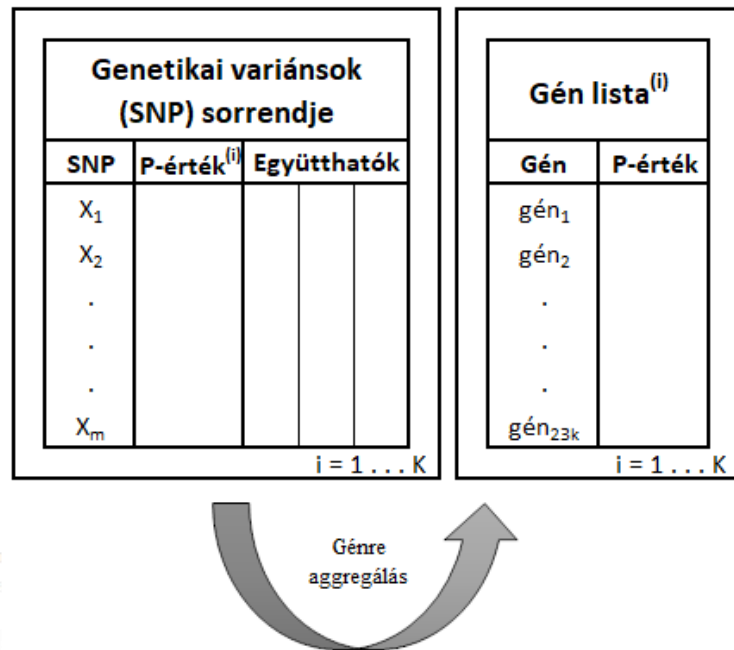 Genetikai variánsok
(SNP) sorrendje
SNP P-érték(i) Együtthatók
X1
X2
.
.
.
Xm
i = 1 . . . K
Gén lista(i)
Gén P-érték
gén1
gén2
.
.
.
gén23k
i = 1 . . . K
Génre
aggregálás